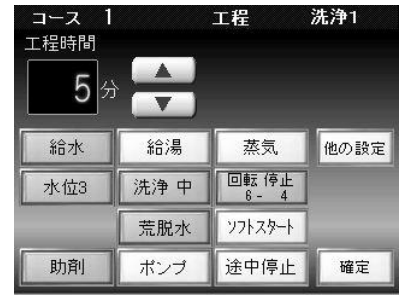 コース 1 工程 洗浄1
工程時間
5 分
給水 給湯 蒸気 他の設定
水位3 洗浄 中 回転 停止
6- 4
荒脱水 ソフトスタート
助剤 ポンプ 途中停止 確定